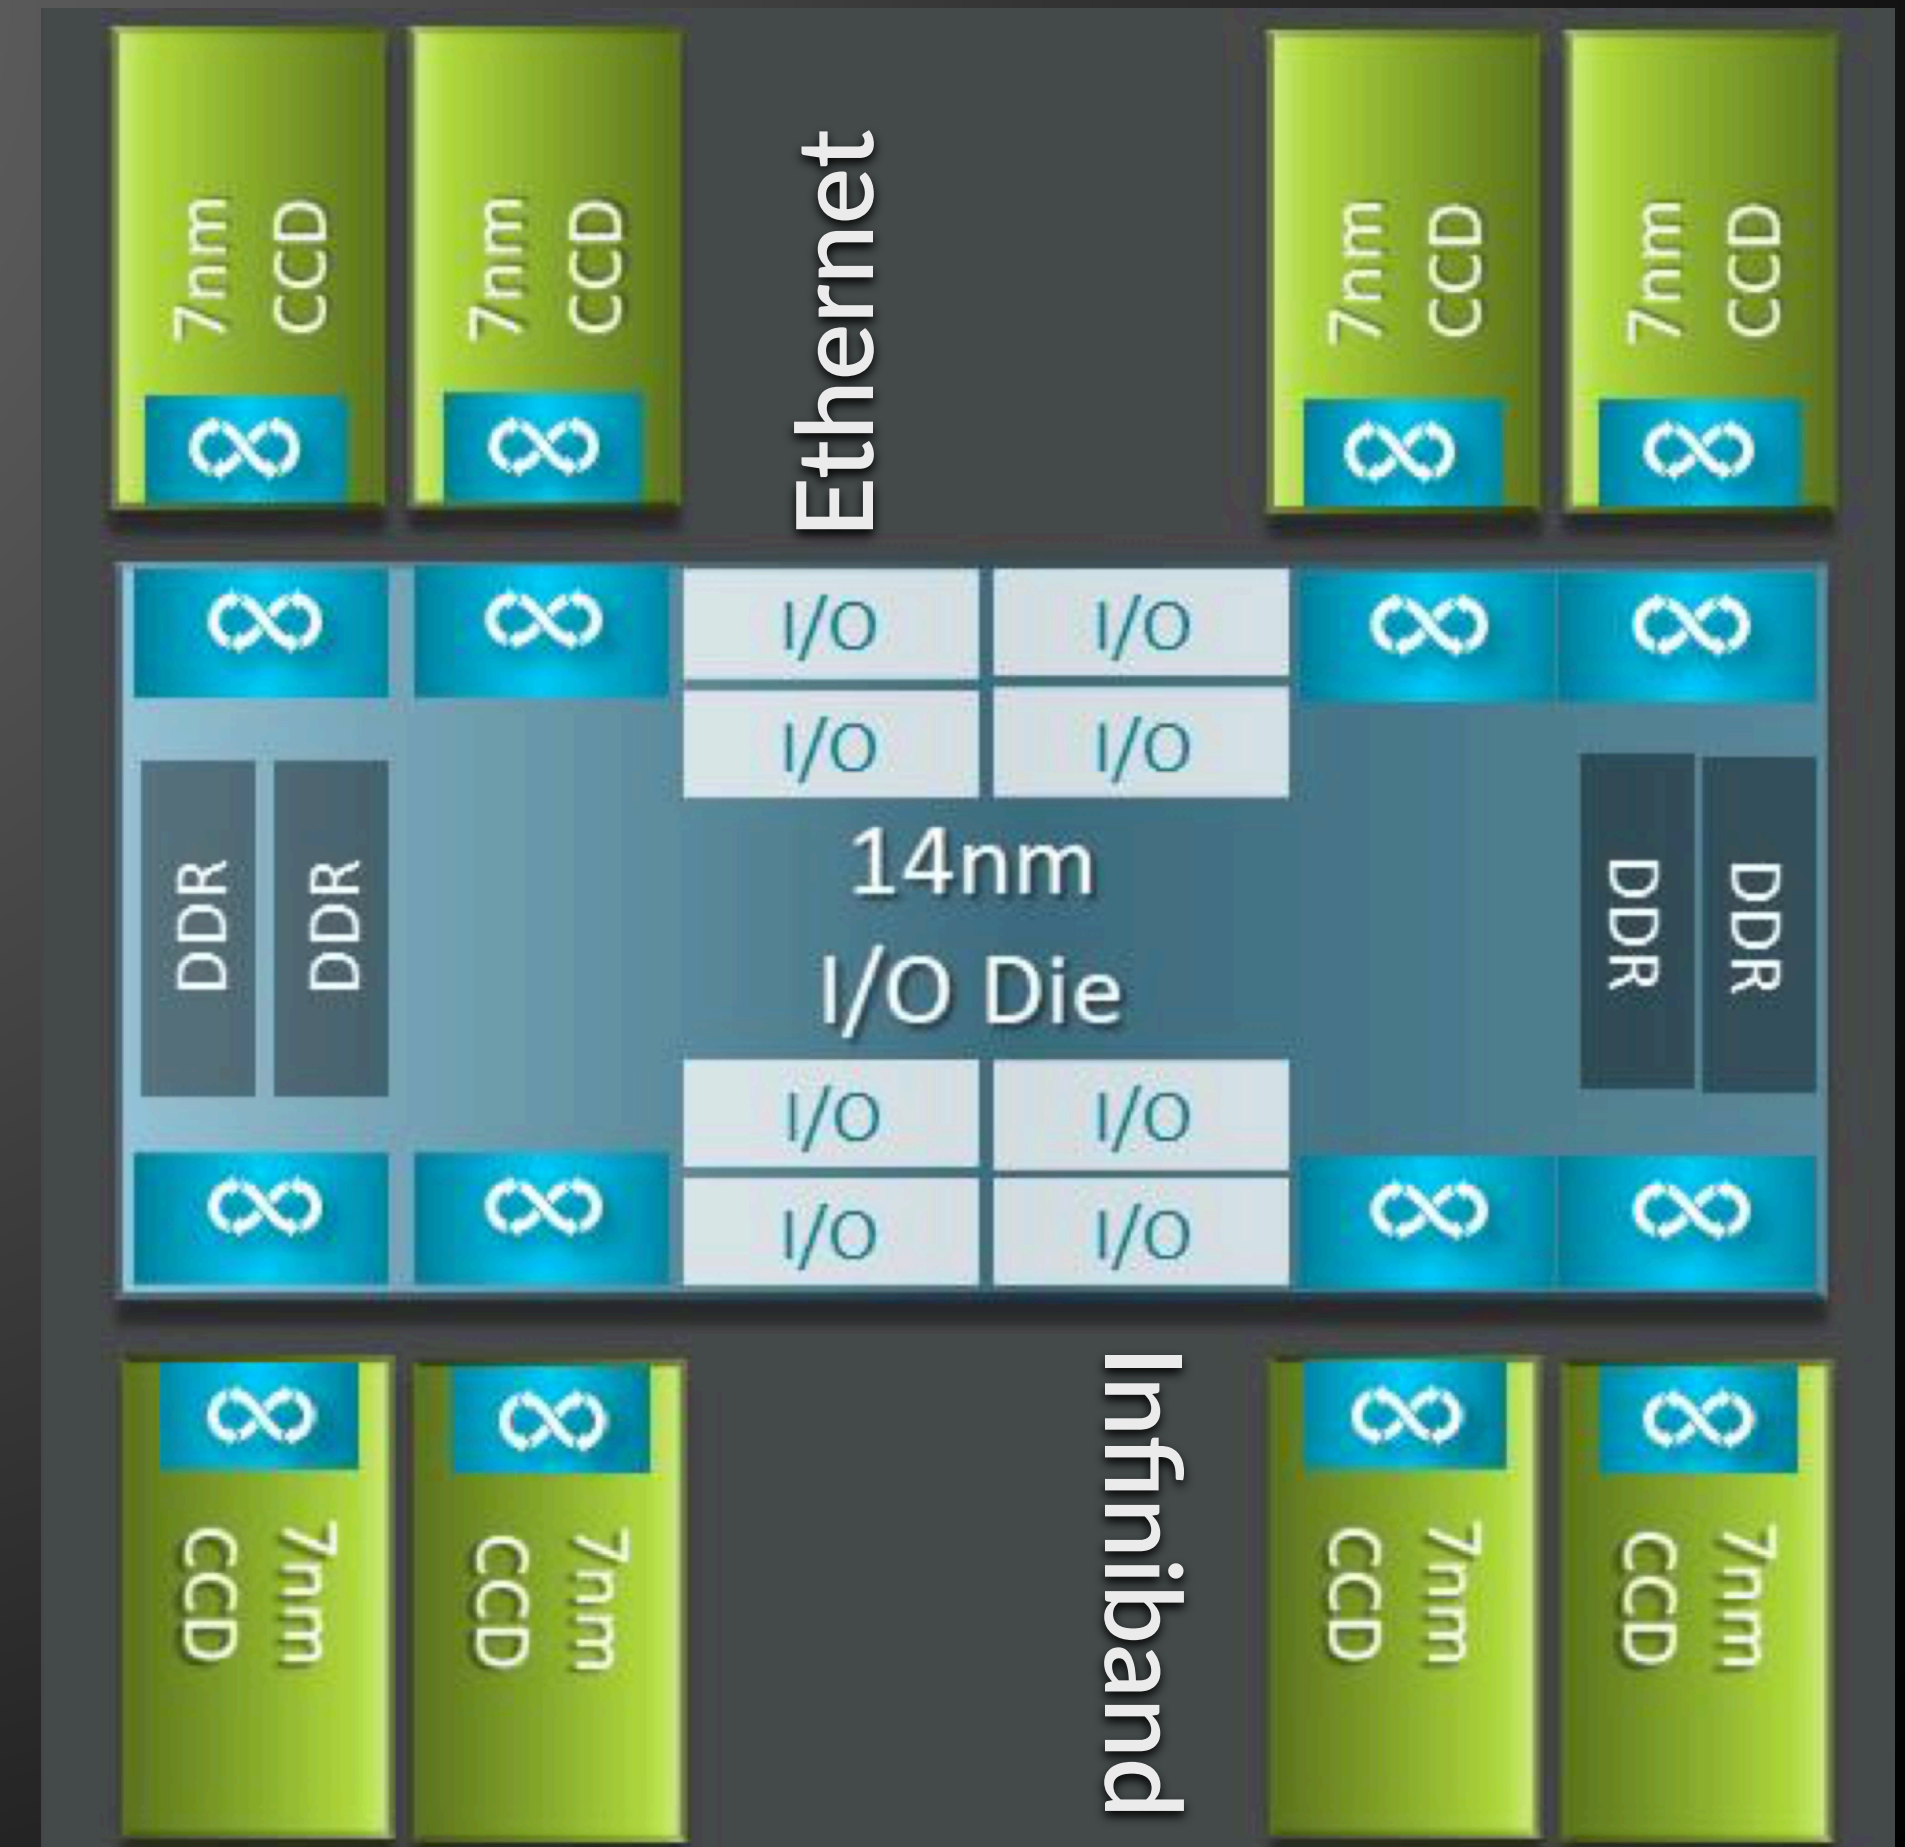 7nm
CCD
7nm
CCD
Ethernet
7nm
CCD
7nm
CCD
I/O
I/O
I/O
I/O
14nm
I/O Die
DDR
DDR
DDR
DDR
I/O
I/O
I/O
I/O
7nm
CCD
7nm
CCD
Infiniband
7nm
CCD
7nm
CCD